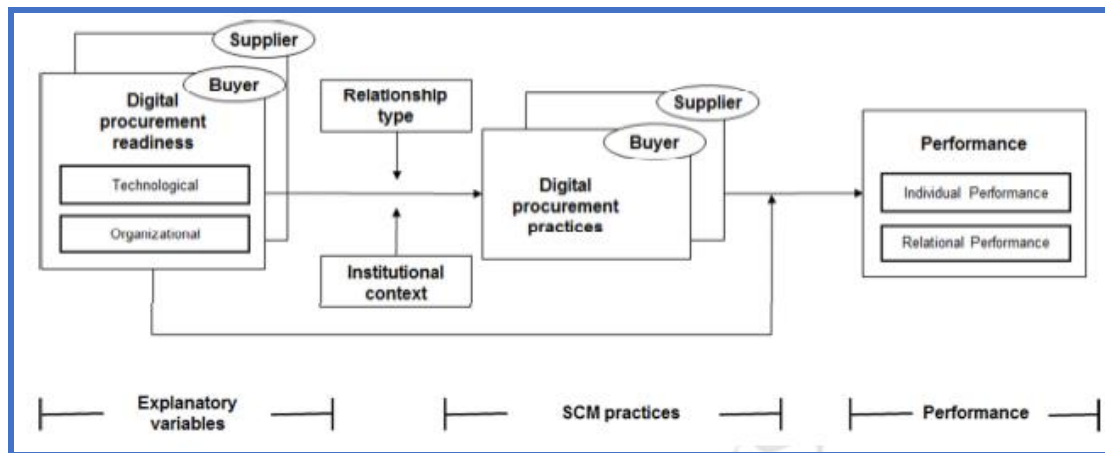 Supplier
Buyer
Digital
procurement
readiness
Technological
Organizational
Relationship
type
Institutional
context
Supplier
Buyer
Digital
procurement
practices
Performance
Individual Performance
Relational Performance
Explanatory
variables
SCM practices
Performance